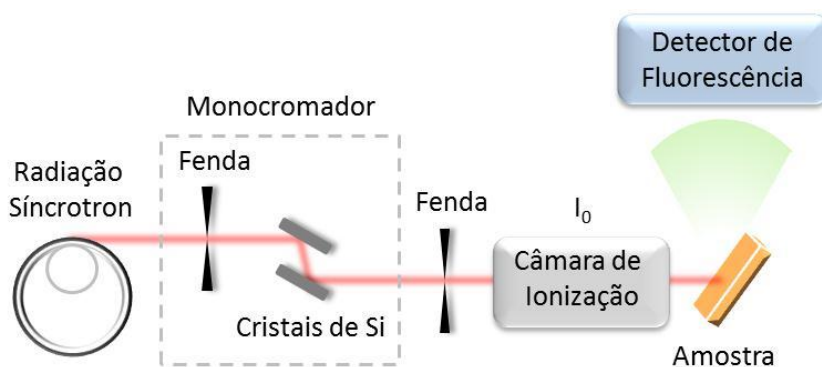 Detector de
Fluorescência
Monocromador
Fenda
Radiação
Síncrotron
Fenda
I0
Câmara de
Ionização
Cristais de Si
Amostra